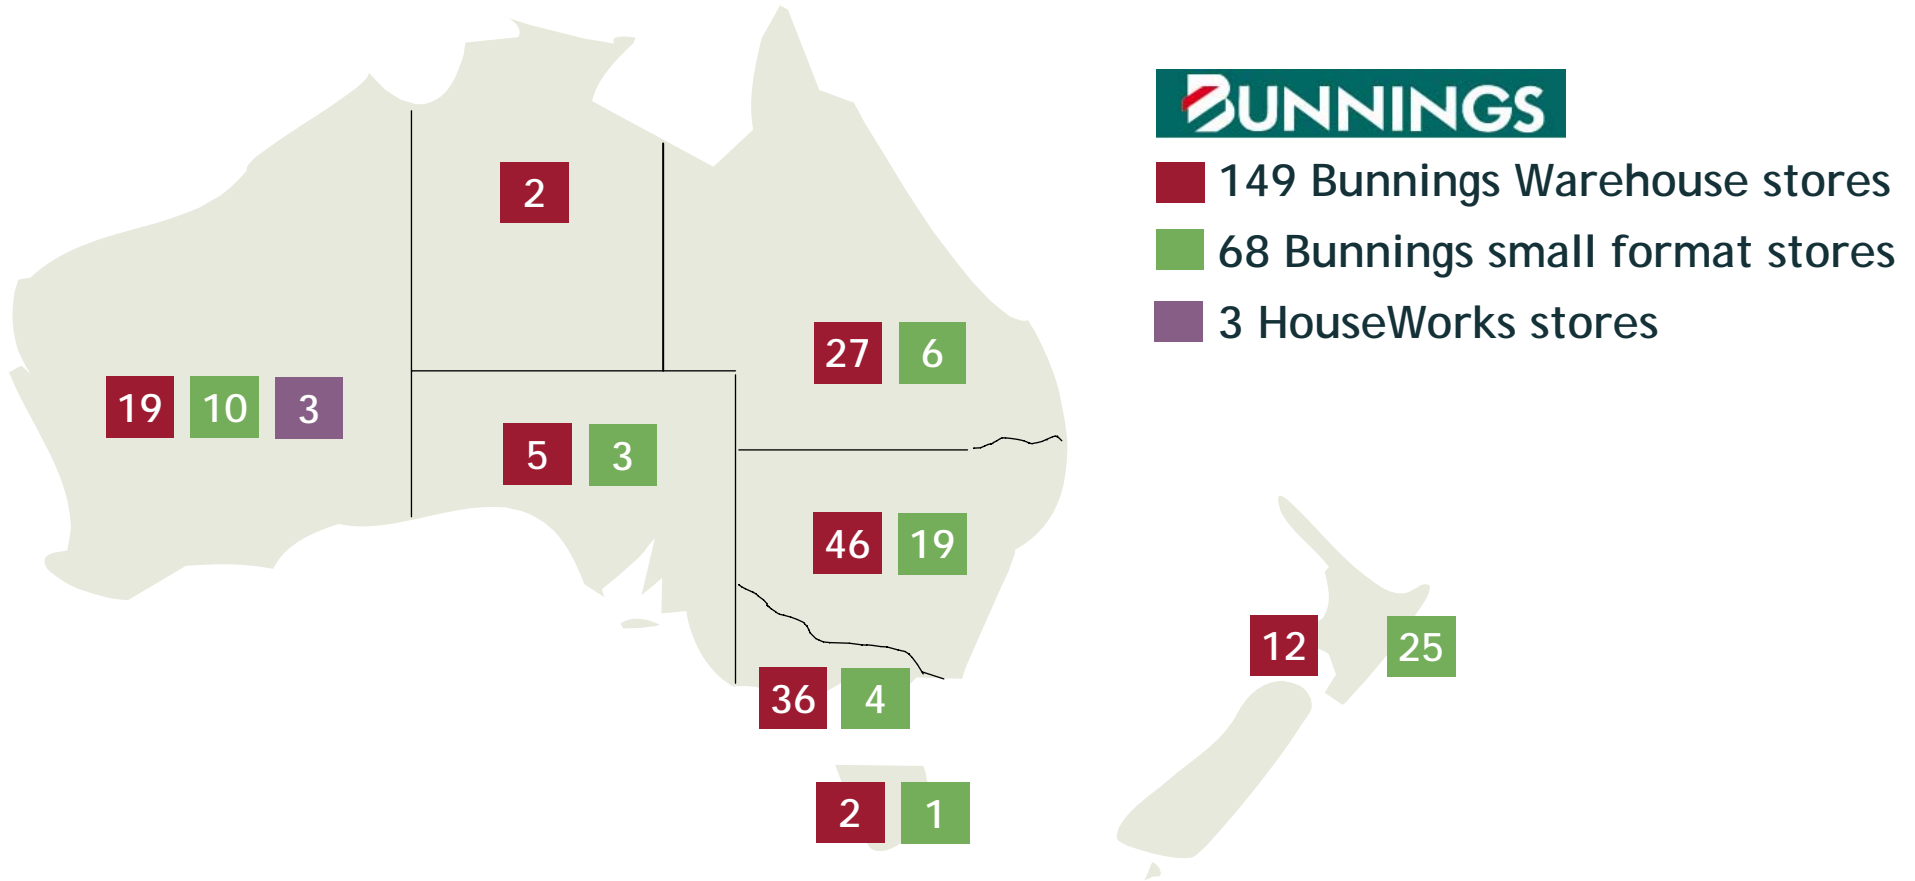 BUNNINGS
149 Bunnings Warehouse stores
68 Bunnings small format stores
3 HouseWorks stores
2
27 6
19 10 3
5 3
46 19
12 25
36 4
2 1